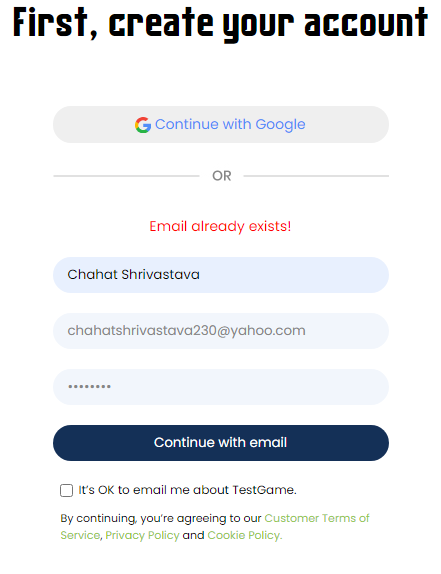 First, create your account
Continue with Google
OR
Email already exists!
Chahat Shrivastava
chahatshrivastava230@yahoo.com
••••••••
Continue with email
It's OK to email me about TestGame.
By continuing, you're agreeing to our Customer Terms of
Service, Privacy Policy and Cookie Policy.